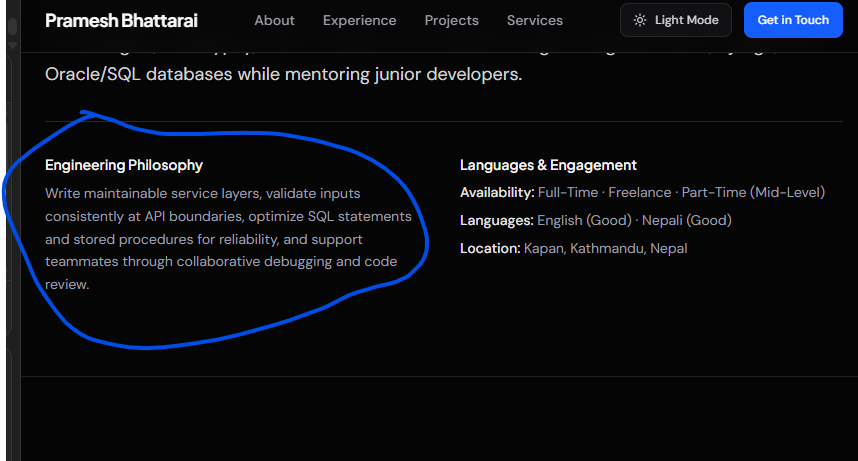 Pramesh Bhattarai
About
Experience
Projects
Services
Light Mode
Get in Touch
Oracle/SQL databases while mentoring junior developers.
Engineering Philosophy
Write maintainable service layers, validate inputs
consistently at API boundaries, optimize SQL statements
and stored procedures for reliability, and support
teammates through collaborative debugging and code
review.
Languages & Engagement
Availability: Full-Time · Freelance · Part-Time (Mid-Level)
Languages: English (Good) · Nepali (Good)
Location: Kapan, Kathmandu, Nepal